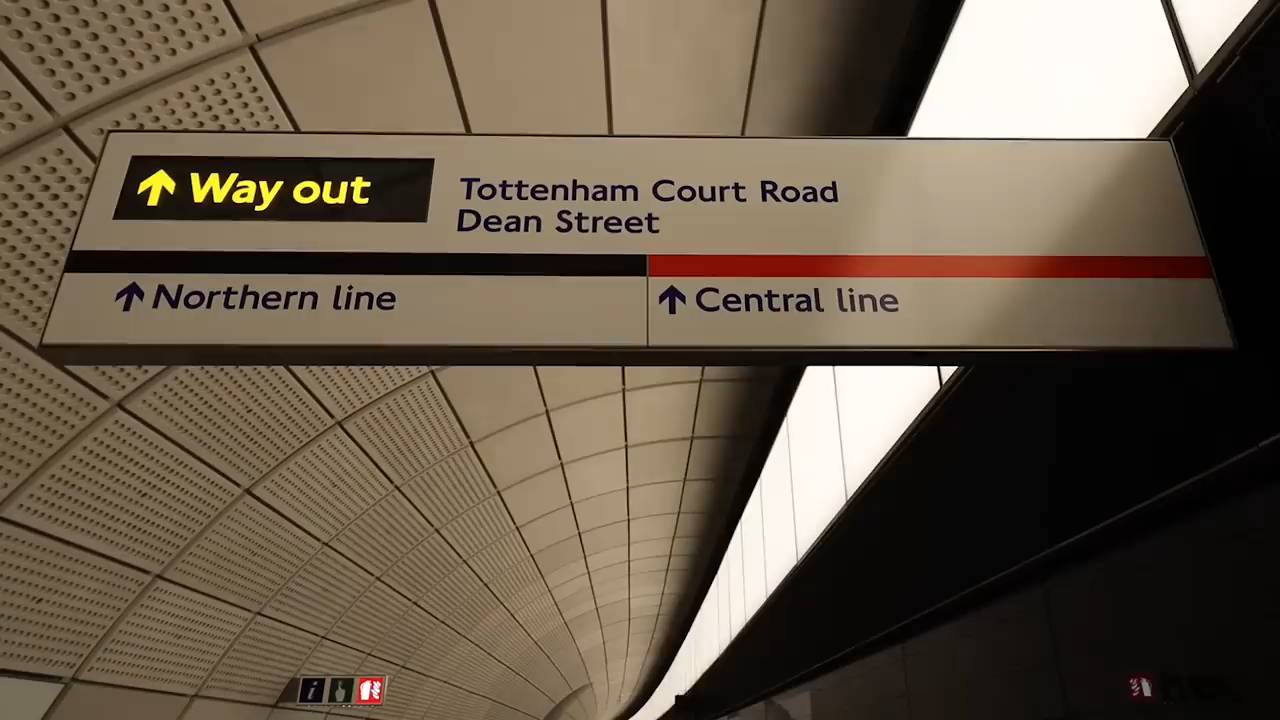 ↑ Way out
Tottenham Court Road
Dean Street
↑ Northern line
↑ Central line
i